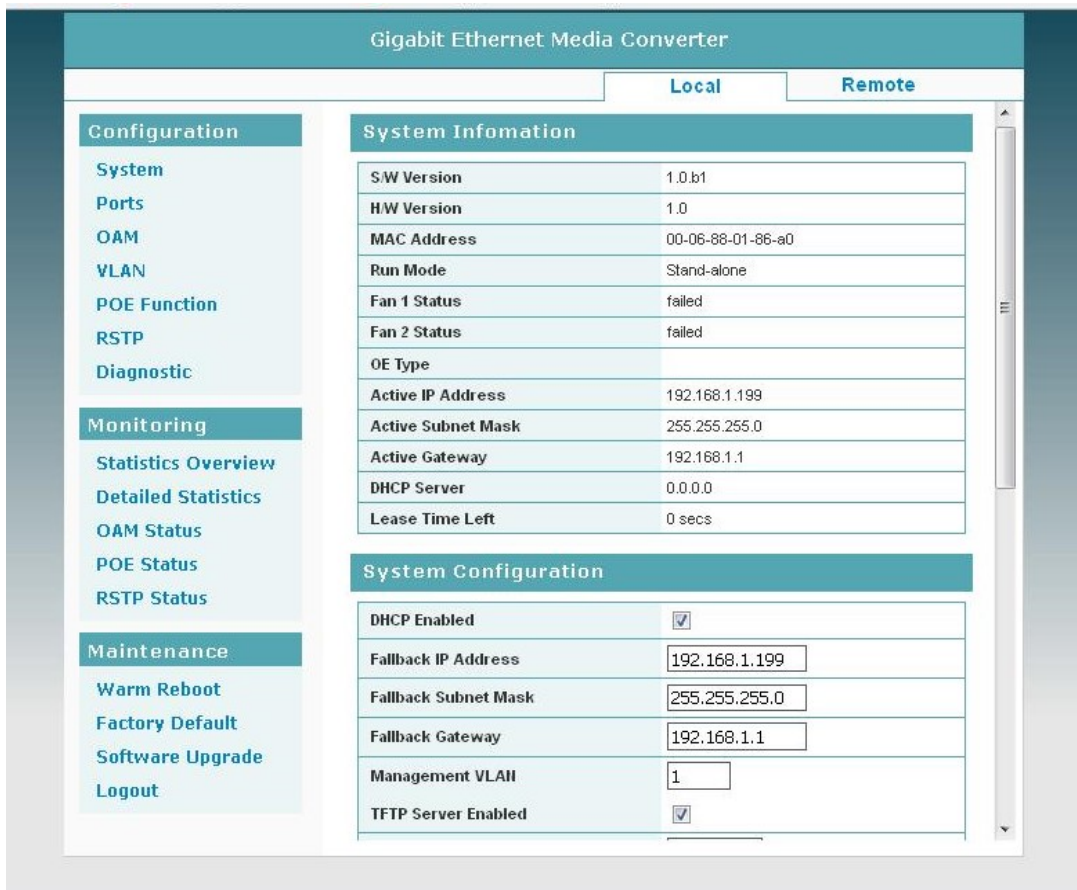 Gigabit Ethernet Media Converter
Local Remote
Configuration
System
Ports
OAM
VLAN
POE Function
RSTP
Diagnostic
Monitoring
Statistics Overview
Detailed Statistics
OAM Status
POE Status
RSTP Status
Maintenance
Warm Reboot
Factory Default
Software Upgrade
Logout
System Infomation
S/W Version 1.0.b1
H/W Version 1.0
MAC Address 00-06-88-01-86-a0
Run Mode Stand-alone
Fan 1 Status failed
Fan 2 Status failed
OE Type
Active IP Address 192.168.1.199
Active Subnet Mask 255.255.255.0
Active Gateway 192.168.1.1
DHCP Server 0.0.0.0
Lease Time Left 0 secs
System Configuration
DHCP Enabled
Fallback IP Address 192.168.1.199
Fallback Subnet Mask 255.255.255.0
Fallback Gateway 192.168.1.1
Management VLAN 1
TFTP Server Enabled